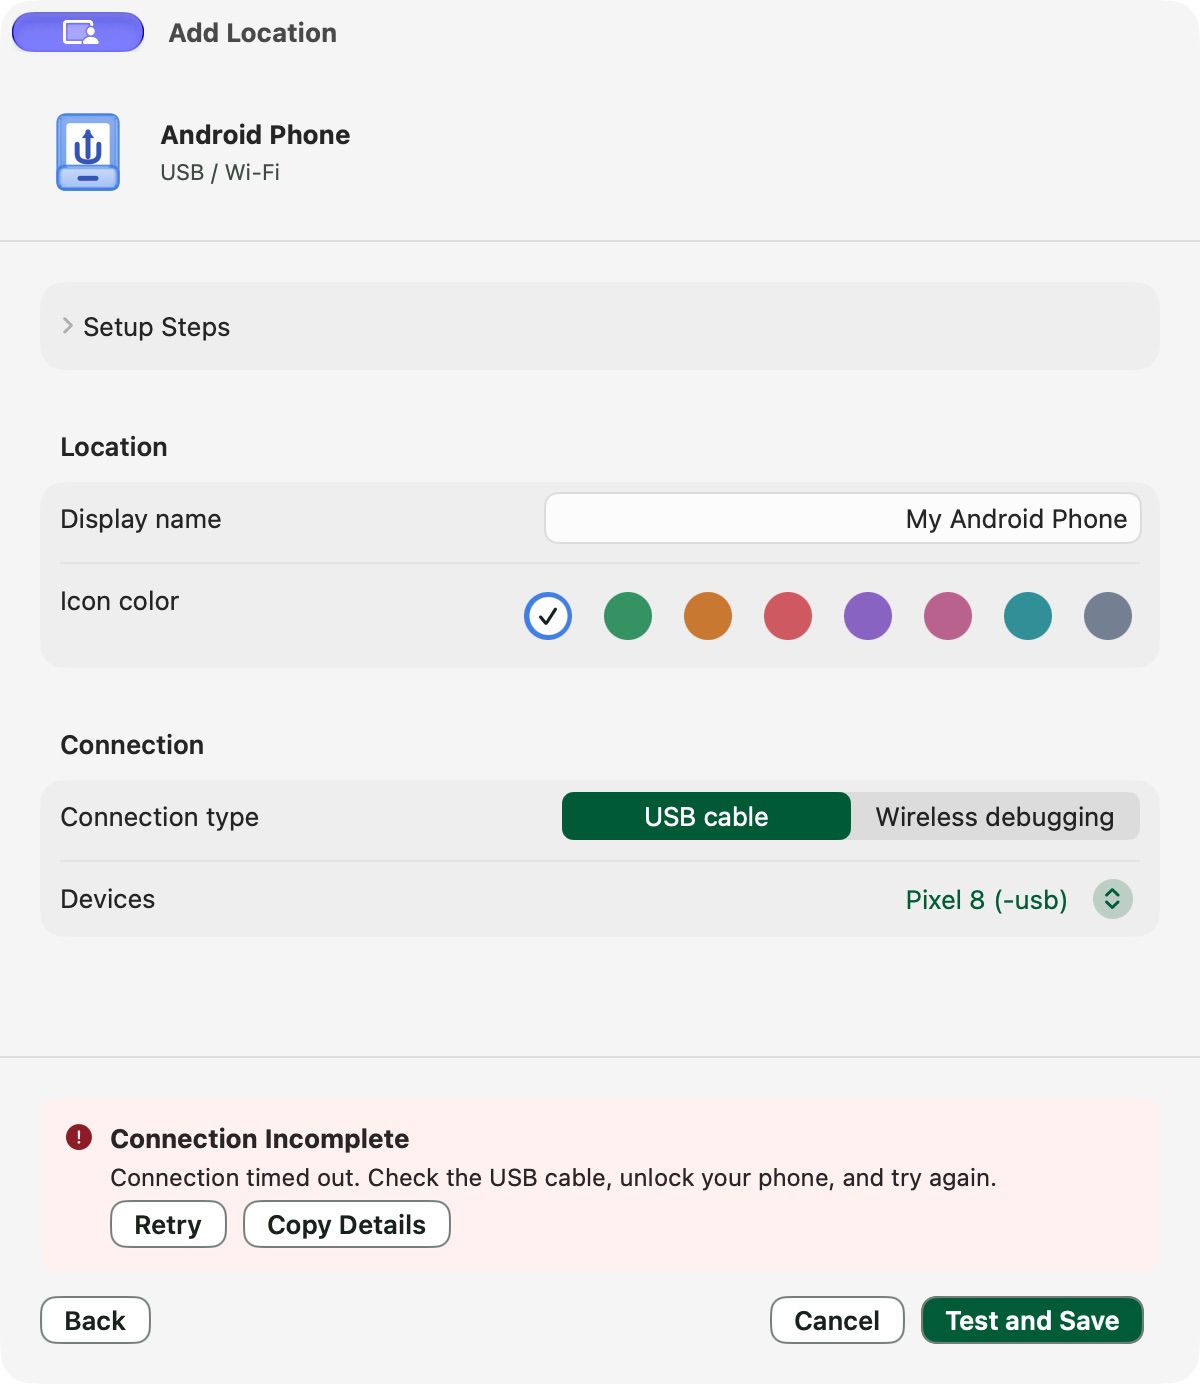 Add Location
Android Phone
USB / Wi-Fi
Setup Steps
Location
Display name
My Android Phone
Icon color
Connection
Connection type
USB cable
Wireless debugging
Devices
Pixel 8 (-usb)
Connection Incomplete
Connection timed out. Check the USB cable, unlock your phone, and try again.
Retry
Copy Details
Back
Cancel
Test and Save